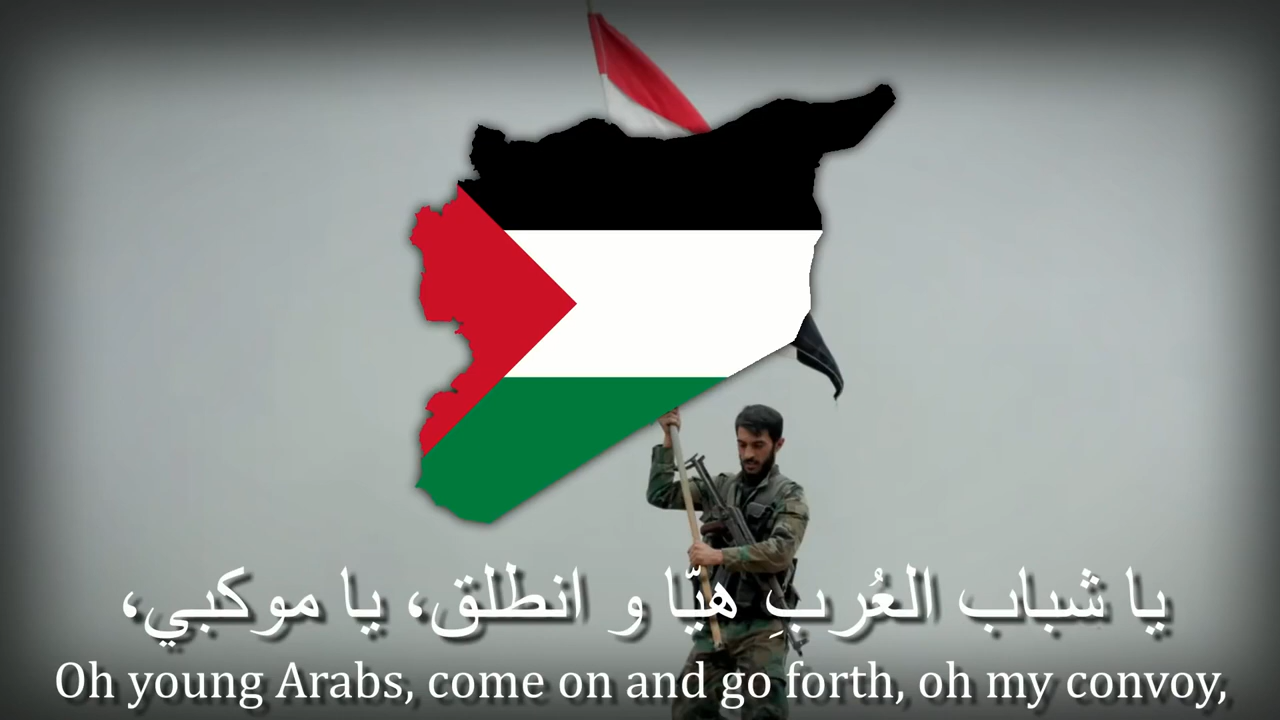 يا شباب العُربِ هيّا و انطلق، يا موكبي،
Oh young Arabs, come on and go forth, oh my convoy,